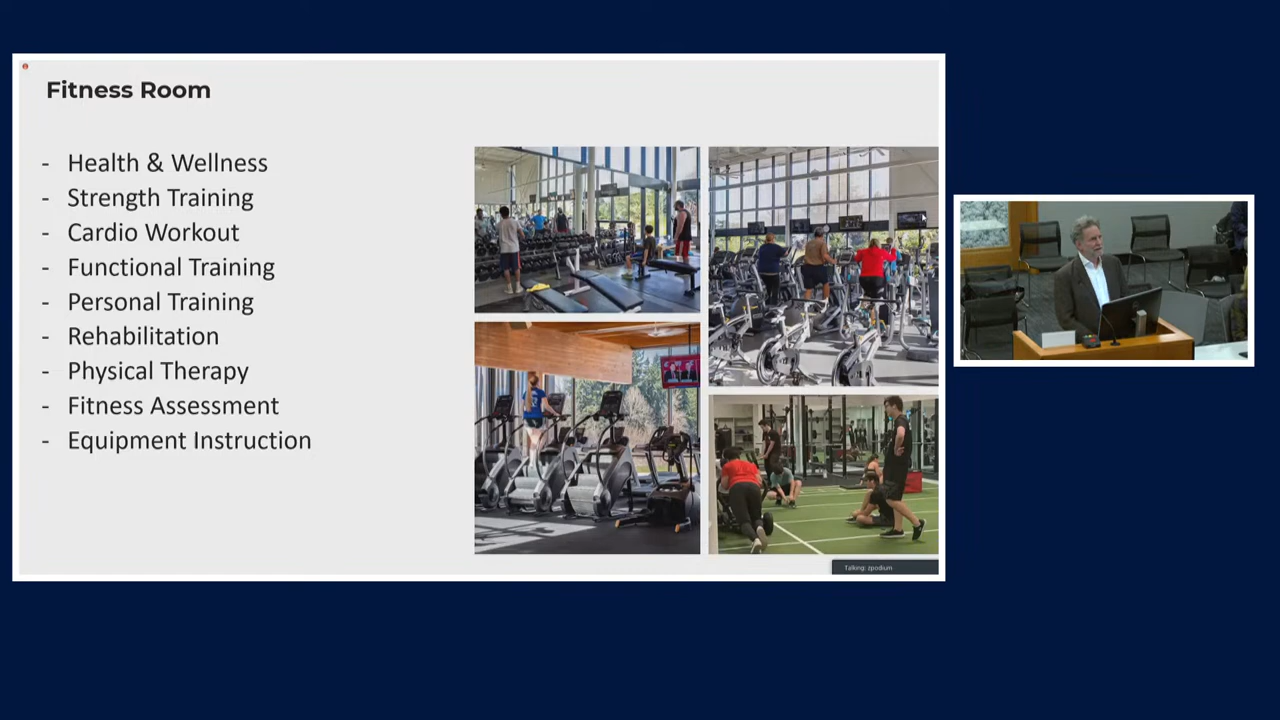 Fitness Room
- Health & Wellness
- Strength Training
- Cardio Workout
- Functional Training
- Personal Training
- Rehabilitation
- Physical Therapy
- Fitness Assessment
- Equipment Instruction
Talking: zpodium